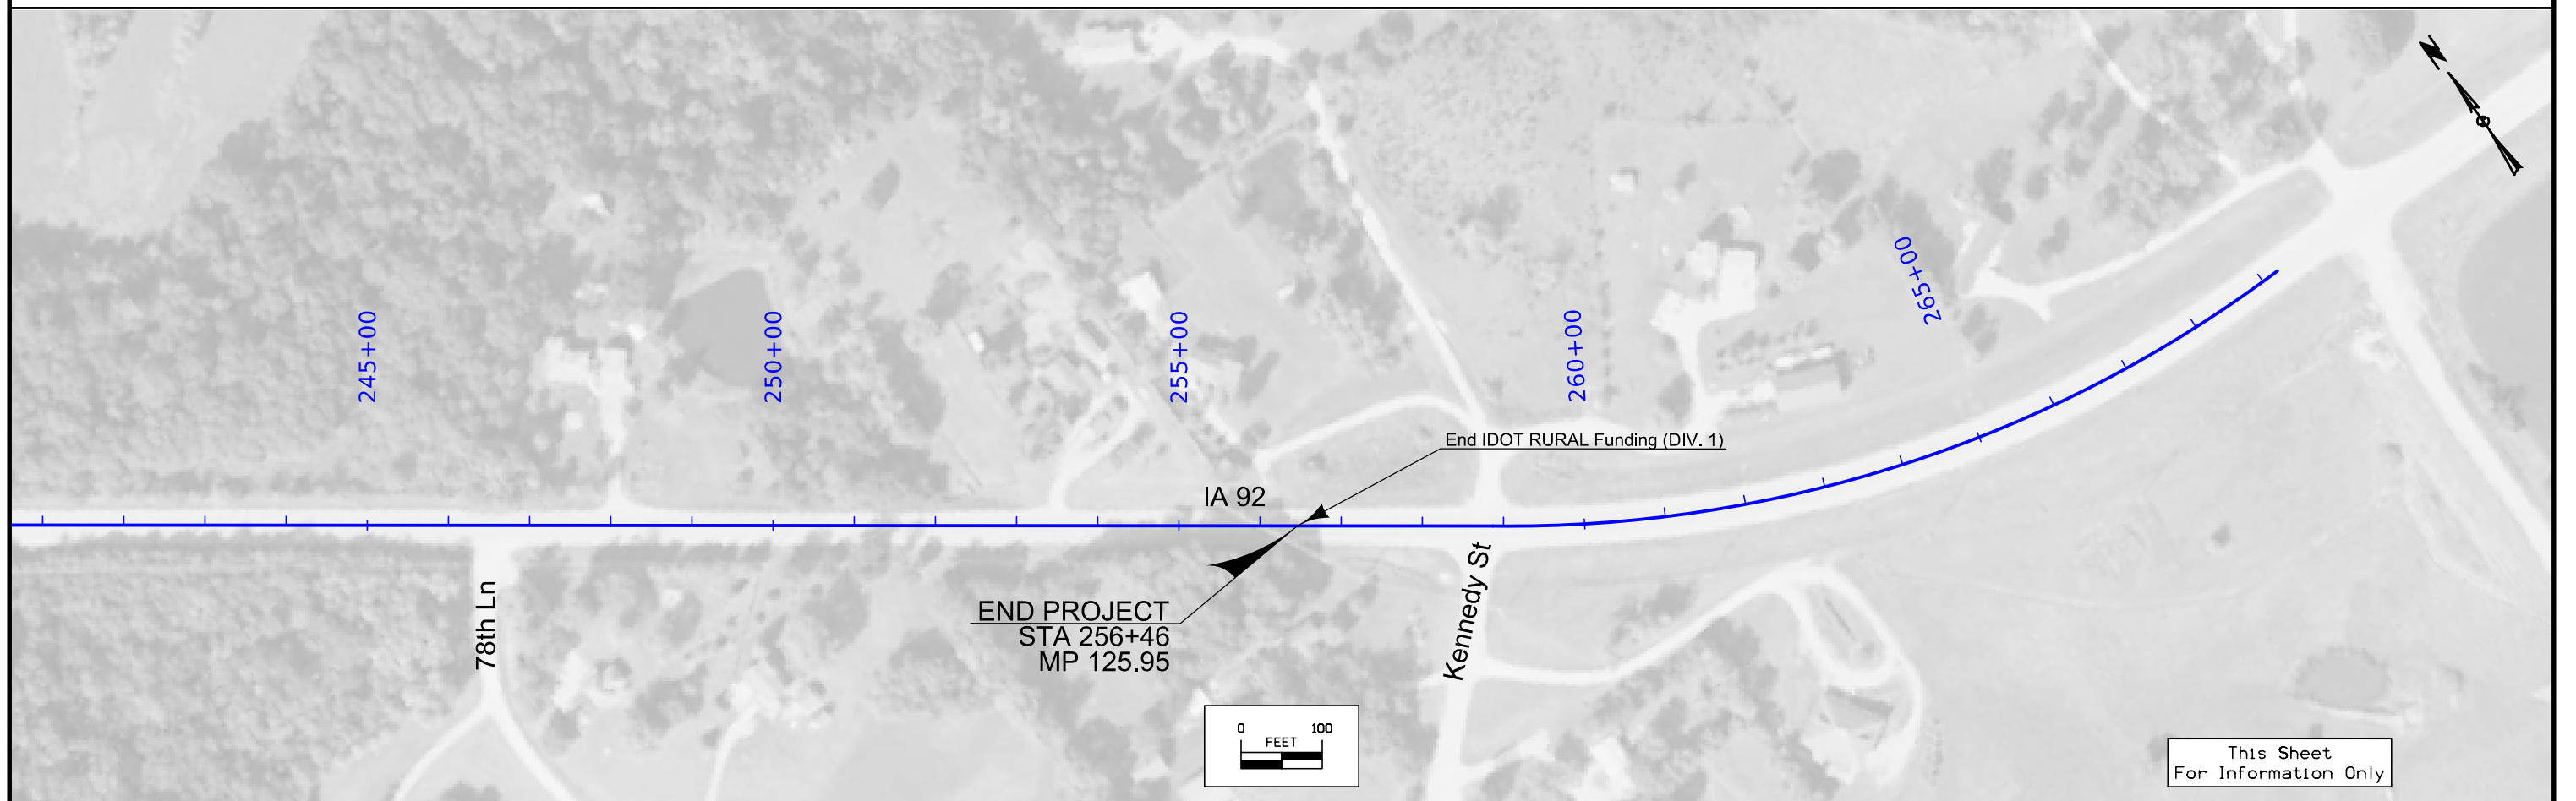 N
265+00
245+00
250+00
255+00
260+00
End IDOT RURAL Funding (DIV. 1)
IA 92
78th Ln
Kennedy St
END PROJECT
STA 256+46
MP 125.95
0 100
FEET
This Sheet
For Information Only